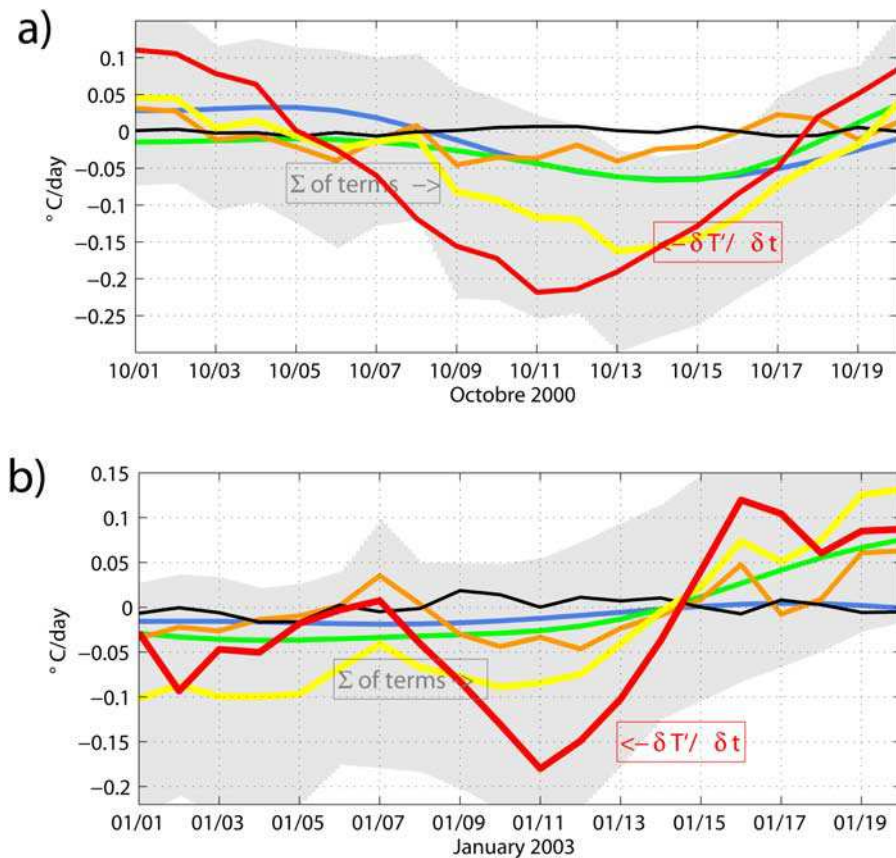 a)
0.1
0.05
0
−0.05
−0.1
−0.15
−0.2
−0.25
° C/day
Σ of terms −>
<−δ T'/ δ t
10/01 10/03 10/05 10/07 10/09 10/11 10/13 10/15 10/17 10/19
Octobre 2000
b)
0.15
0.1
0.05
0
−0.05
−0.1
−0.15
−0.2
° C/day
Σ of terms −>
<−δ T'/ δ t
01/01 01/03 01/05 01/07 01/09 01/11 01/13 01/15 01/17 01/19
January 2003